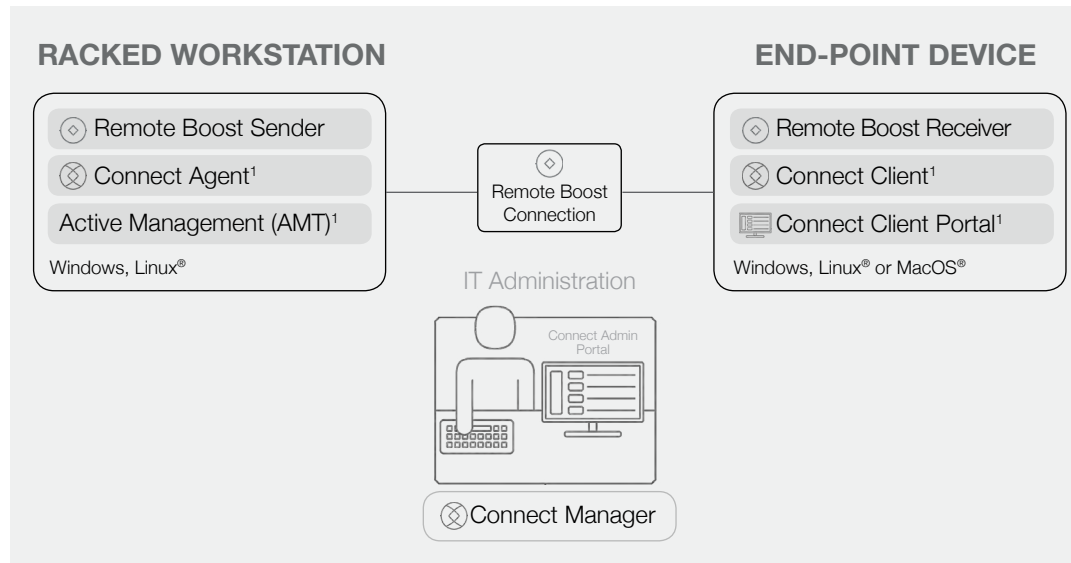 RACKED WORKSTATION
END-POINT DEVICE
Remote Boost Sender
Connect Agent¹
Active Management (AMT)¹
Windows, Linux®
Remote Boost
Connection
Remote Boost Receiver
Connect Client¹
Connect Client Portal¹
Windows, Linux® or MacOS®
IT Administration
Connect Admin
Portal
Connect Manager